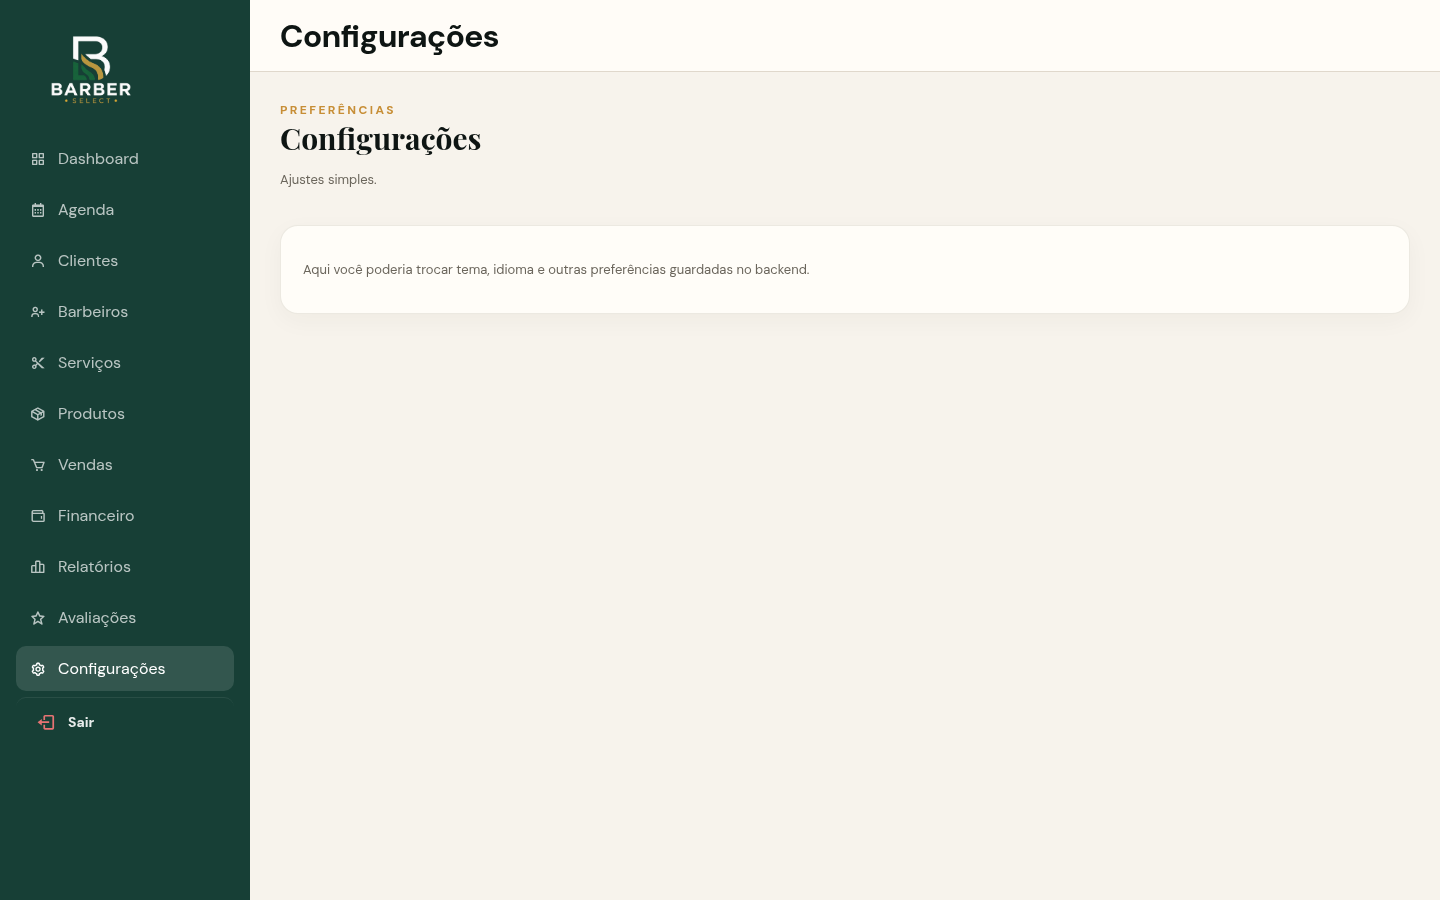 BARBER
• SELECT •
Dashboard
Agenda
Clientes
Barbeiros
Serviços
Produtos
Vendas
Financeiro
Relatórios
Avaliações
Configurações
Sair
Configurações
PREFERÊNCIAS
Configurações
Ajustes simples.
Aqui você poderia trocar tema, idioma e outras preferências guardadas no backend.